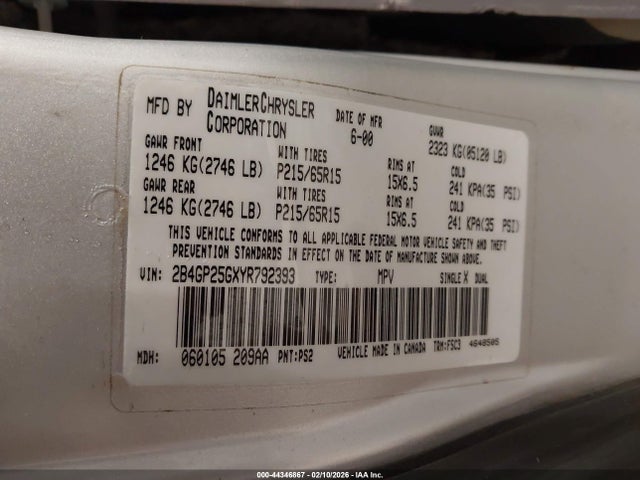 MFD BY DAIMLERCHRYSLER CORPORATION DATE OF MFR 6-00 GVWR 2323 KG(05120 LB)
GAWR FRONT WITH TIRES RIMS AT COLD
1246 KG(2746 LB) P215/65R15 15X6.5 241 KPA(35 PSI)
GAWR REAR WITH TIRES RIMS AT COLD
1246 KG(2746 LB) P215/65R15 15X6.5 241 KPA(35 PSI)
THIS VEHICLE CONFORMS TO ALL APPLICABLE FEDERAL MOTOR VEHICLE SAFETY AND THEFT
PREVENTION STANDARDS IN EFFECT ON THE DATE OF MANUFACTURE SHOWN ABOVE.
VIN: 2B4GP25GXYR792393 TYPE: MPV SINGLE X DUAL
MDH: 060105 209AA PNT:PS2 VEHICLE MADE IN CANADA TRM:F5C3 4648505
000-44346867 - 02/10/2026 - IAA Inc.